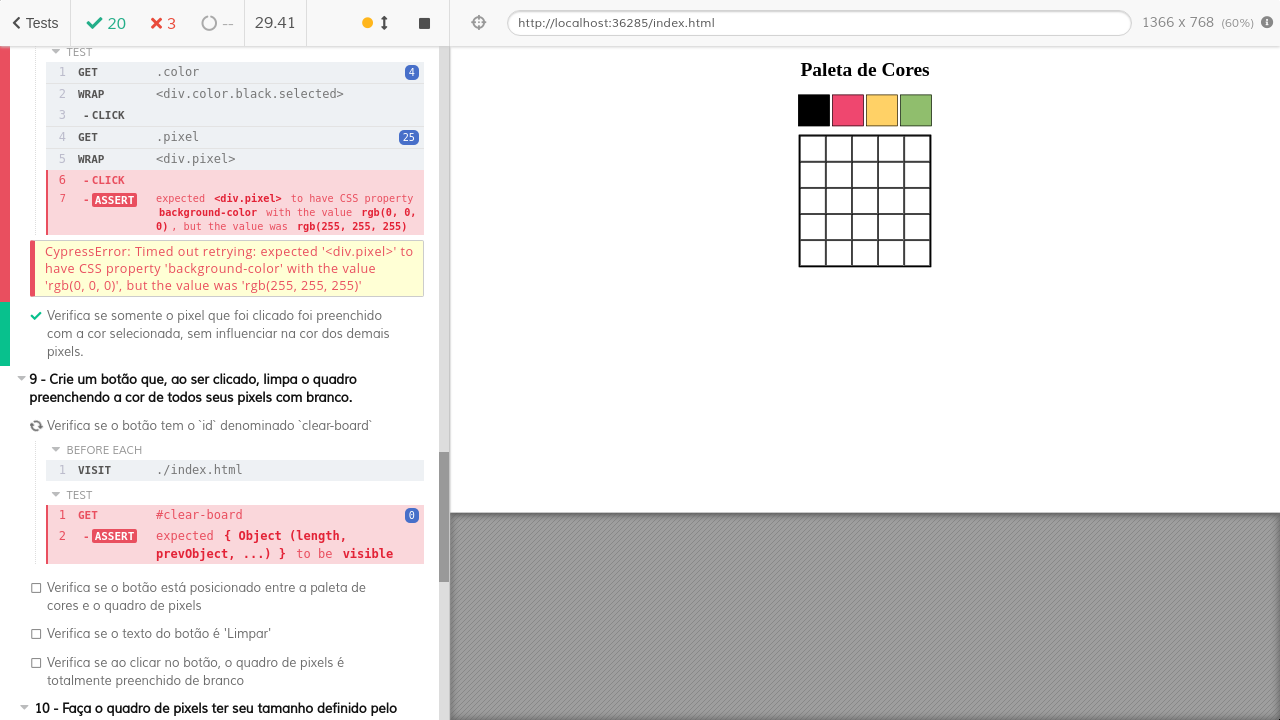 Tests
20
3
--
29.41
http://localhost:36285/index.html
1366 x 768 (60%)
TEST
1 GET .color 4
2 WRAP <div.color.black.selected>
3 -CLICK
4 GET .pixel 25
5 WRAP <div.pixel>
6 -CLICK
7 -ASSERT expected <div.pixel> to have CSS property
background-color with the value rgb(0, 0,
0), but the value was rgb(255, 255, 255)
CypressError: Timed out retrying: expected '<div.pixel>' to
have CSS property 'background-color' with the value
'rgb(0, 0, 0)', but the value was 'rgb(255, 255, 255)'
Verifica se somente o pixel que foi clicado foi preenchido
com a cor selecionada, sem influenciar na cor dos demais
pixels.
9 - Crie um botão que, ao ser clicado, limpa o quadro
preenchendo a cor de todos seus pixels com branco.
Verifica se o botão tem o `id` denominado `clear-board`
BEFORE EACH
1 VISIT ./index.html
TEST
1 GET #clear-board 0
2 -ASSERT expected { Object (length,
prevObject, ...) } to be visible
Verifica se o botão está posicionado entre a paleta de
cores e o quadro de pixels
Verifica se o texto do botão é 'Limpar'
Verifica se ao clicar no botão, o quadro de pixels é
totalmente preenchido de branco
10 - Faça o quadro de pixels ter seu tamanho definido pelo
Paleta de Cores